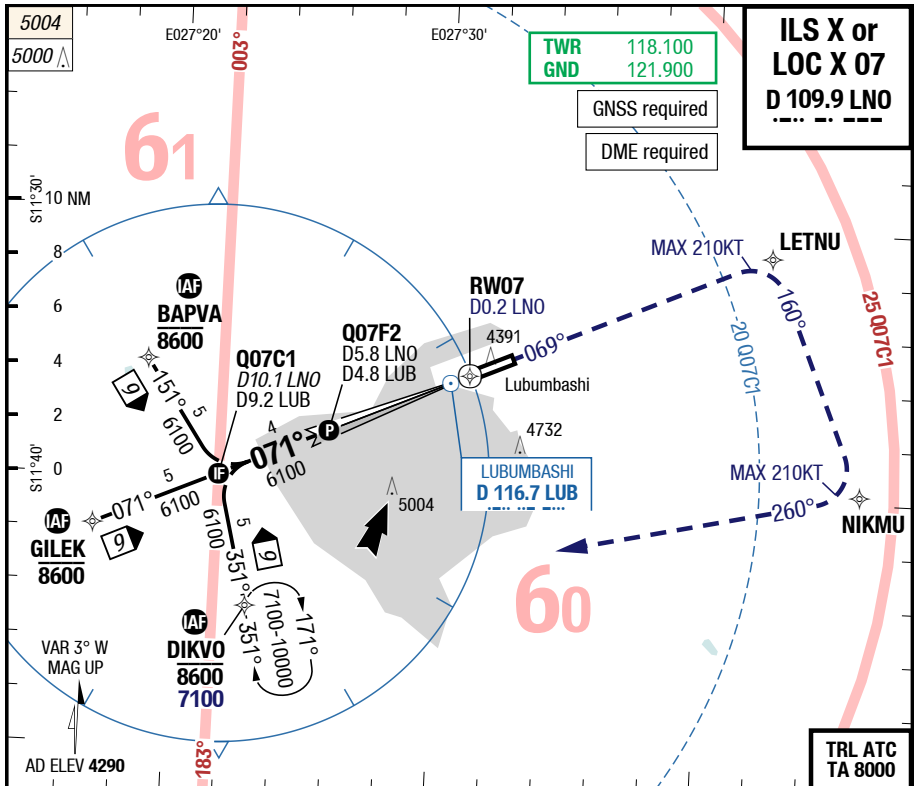 5004
5000
E027°20'
E027°30'
003°
TWR 118.100
GND 121.900
GNSS required
DME required
ILS X or
LOC X 07
D 109.9 LNO
61
S11°30'
10 NM
8
6
4
2
0
S11°40'
IAF
BAPVA
8600
151°
5
6100
9
Q07C1
D10.1 LNO
D9.2 LUB
IF
Q07F2
D5.8 LNO
D4.8 LUB
P
4
071°
6100
RW07
D0.2 LNO
4391
069°
Lubumbashi
4732
MAX 210KT
LETNU
160°
20 Q07C1
25 Q07C1
MAX 210KT
NIKMU
260°
LUBUMBASHI
D 116.7 LUB
5004
60
071°
5
6100
9
IAF
GILEK
8600
6100
5
351°
9
IAF
DIKVO
8600
7100
351°
7100-10000
171°
183°
VAR 3° W
MAG UP
AD ELEV 4290
TRL ATC
TA 8000